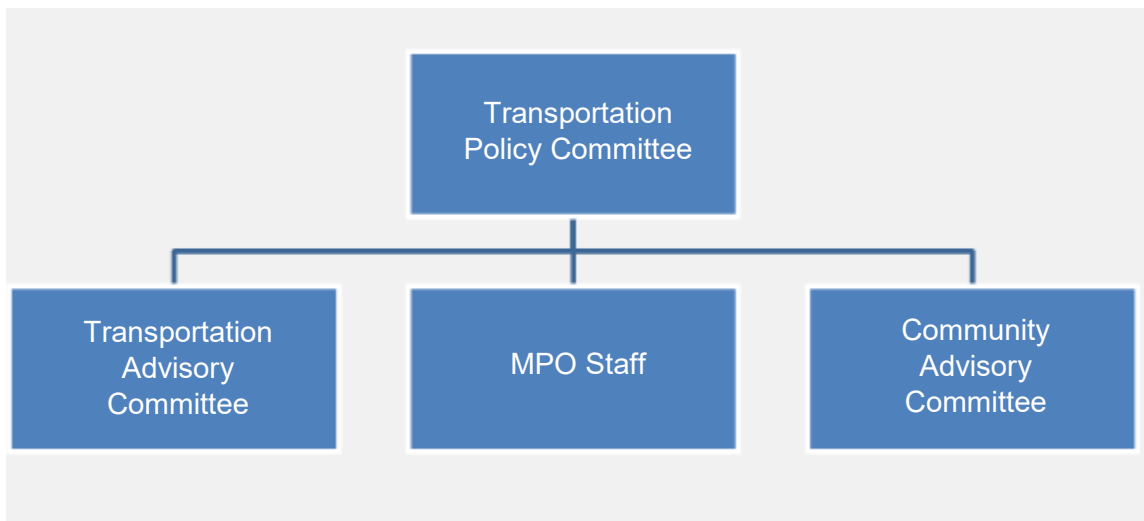 Transportation
Policy Committee
Transportation
Advisory
Committee
MPO Staff
Community
Advisory
Committee